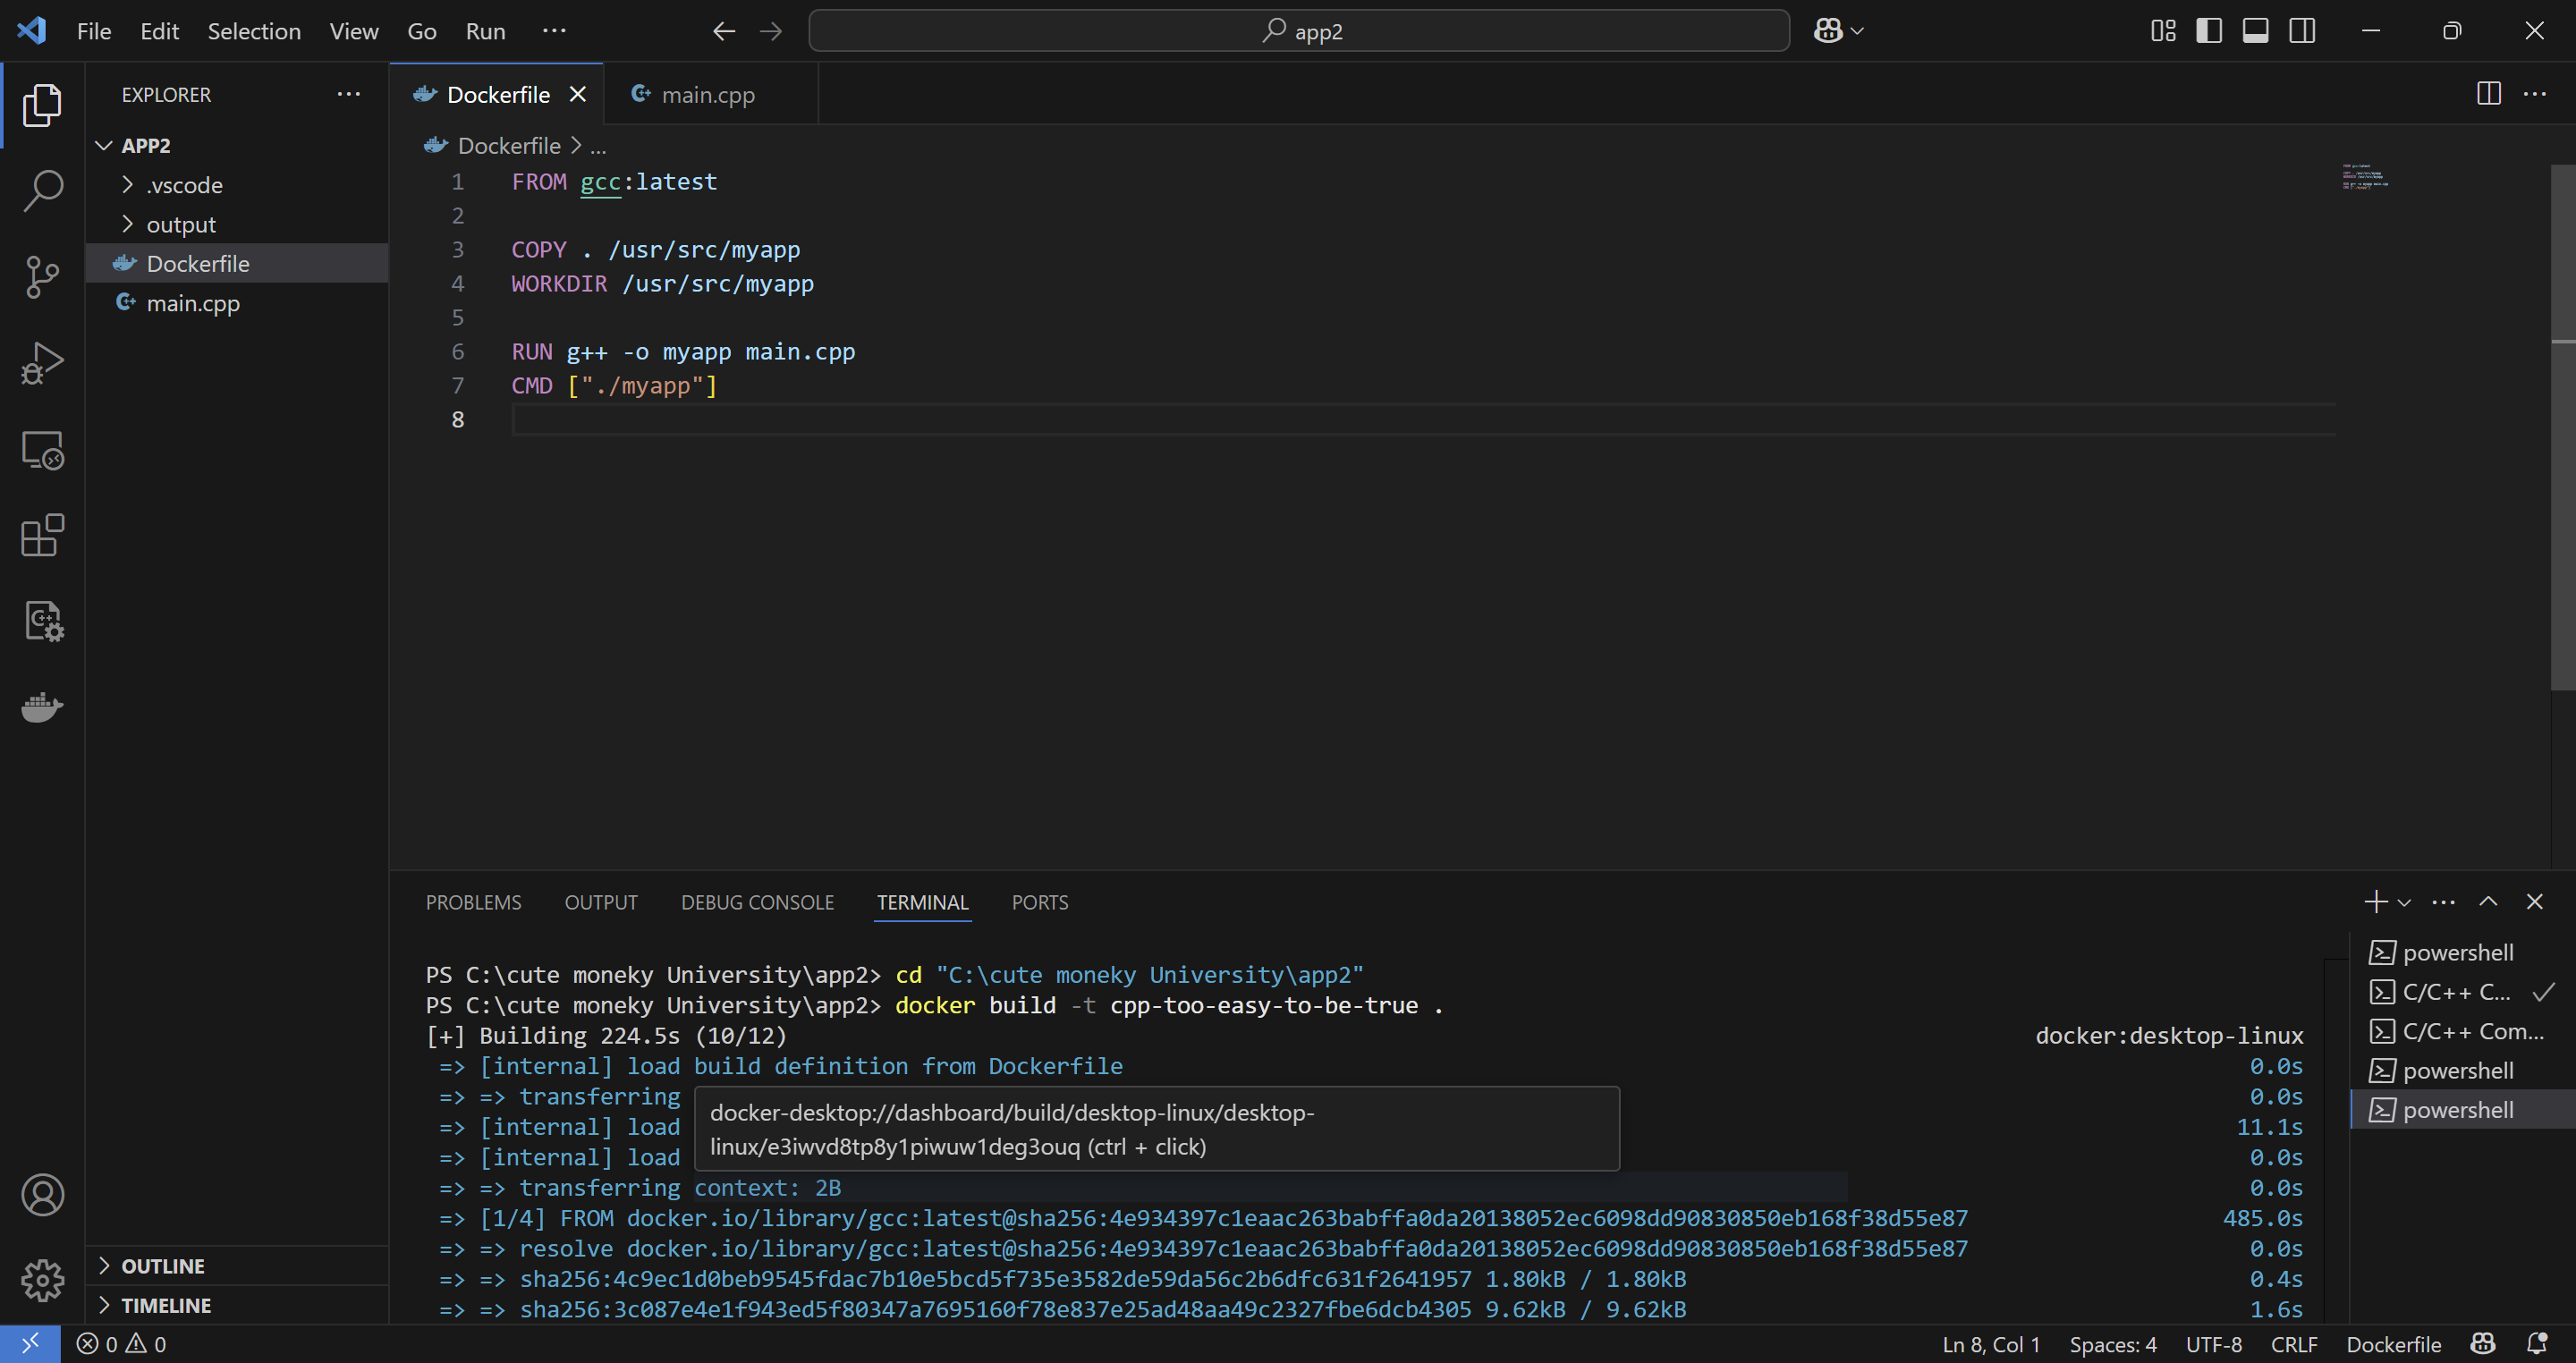 File Edit Selection View Go Run ··· app2
EXPLORER ···
APP2
.vscode
output
Dockerfile
main.cpp
OUTLINE
TIMELINE
Dockerfile main.cpp
Dockerfile > ...
1 FROM gcc:latest
2
3 COPY . /usr/src/myapp
4 WORKDIR /usr/src/myapp
5
6 RUN g++ -o myapp main.cpp
7 CMD ["./myapp"]
8
PROBLEMS OUTPUT DEBUG CONSOLE TERMINAL PORTS
PS C:\cute moneky University\app2> cd "C:\cute moneky University\app2"
PS C:\cute moneky University\app2> docker build -t cpp-too-easy-to-be-true .
[+] Building 224.5s (10/12) docker:desktop-linux
=> [internal] load build definition from Dockerfile 0.0s
=> => transferring 0.0s
=> [internal] load 11.1s
=> [internal] load 0.0s
=> => transferring context: 2B 0.0s
=> [1/4] FROM docker.io/library/gcc:latest@sha256:4e934397c1eaac263babffa0da20138052ec6098dd90830850eb168f38d55e87 485.0s
=> => resolve docker.io/library/gcc:latest@sha256:4e934397c1eaac263babffa0da20138052ec6098dd90830850eb168f38d55e87 0.0s
=> => sha256:4c9ec1d0beb9545fdac7b10e5bcd5f735e3582de59da56c2b6dfc631f2641957 1.80kB / 1.80kB 0.4s
=> => sha256:3c087e4e1f943ed5f80347a7695160f78e837e25ad48aa49c2327fbe6dcb4305 9.62kB / 9.62kB 1.6s
docker-desktop://dashboard/build/desktop-linux/desktop-
linux/e3iwvd8tp8y1piwuw1deg3ouq (ctrl + click)
powershell
C/C++ C...
C/C++ Com...
powershell
powershell
0 0 Ln 8, Col 1 Spaces: 4 UTF-8 CRLF Dockerfile